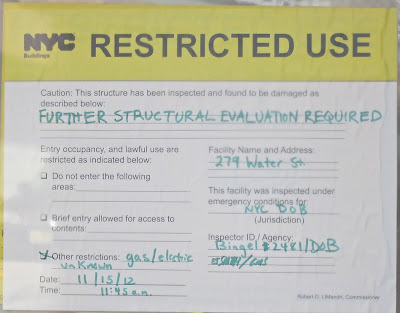 NYC Buildings RESTRICTED USE
Caution: This structure has been inspected and found to be damaged as
described below:
FURTHER STRUCTURAL EVALUATION REQUIRED
Entry, occupancy, and lawful use are
restricted as indicated below:
Do not enter the following
areas:
Brief entry allowed for access to
contents:
Other restrictions: gas/electric
unknown
Date: 11/15/12
Time: 11:45 a.m.
Facility Name and Address:
279 Water St.
This facility was inspected under
emergency conditions for
NYC DOB
(Jurisdiction)
Inspector ID / Agency:
Bingel #2481/DOB
Robert D. LiMandri, Commissioner